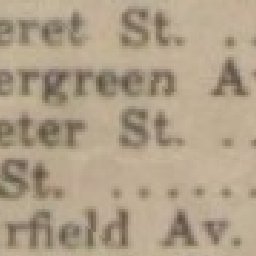 eret St. ..
ergreen Av
eter St. ..
St. ......
rfield Av.